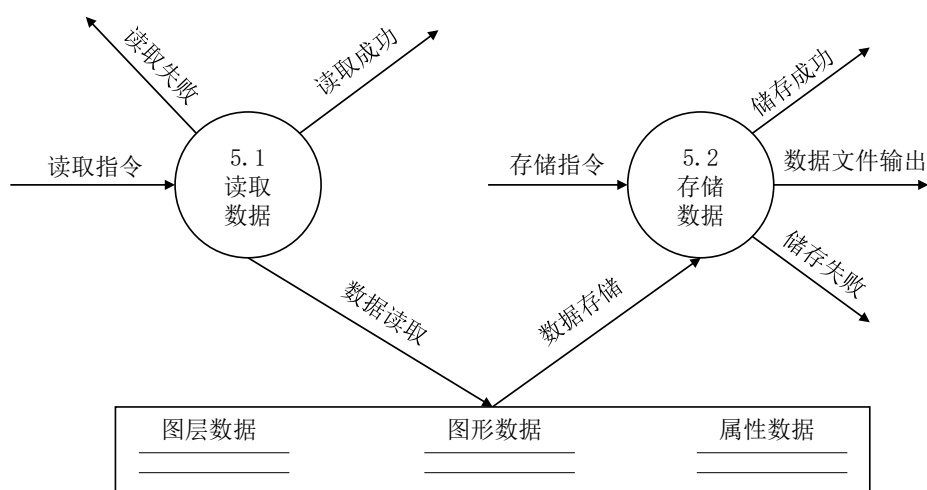 读取失败
读取成功
储存成功
读取指令
5.1
读取
数据
存储指令
5.2
存储
数据
数据文件输出
储存失败
数据读取
数据存储
图层数据
图形数据
属性数据